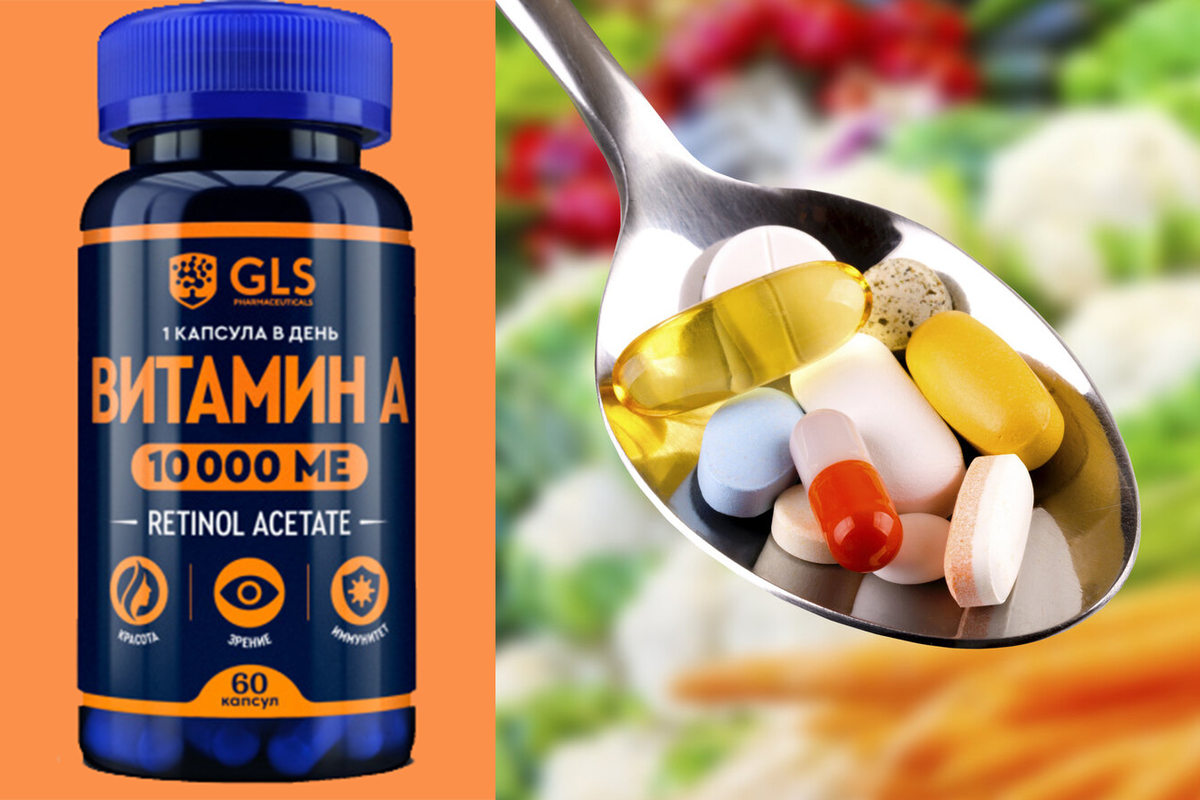 GLS
PHARMACEUTICALS
1 КАПСУЛА В ДЕНЬ
ВИТАМИН А
10 000 МЕ
RETINOL ACETATE
КРАСОТА
ЗРЕНИЕ
ИММУНИТЕТ
60
капсул